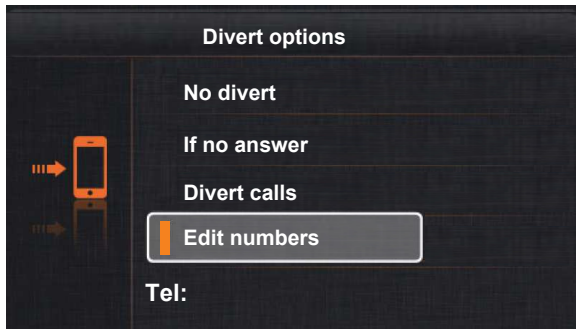 Divert options
No divert
If no answer
Divert calls
Edit numbers
Tel: